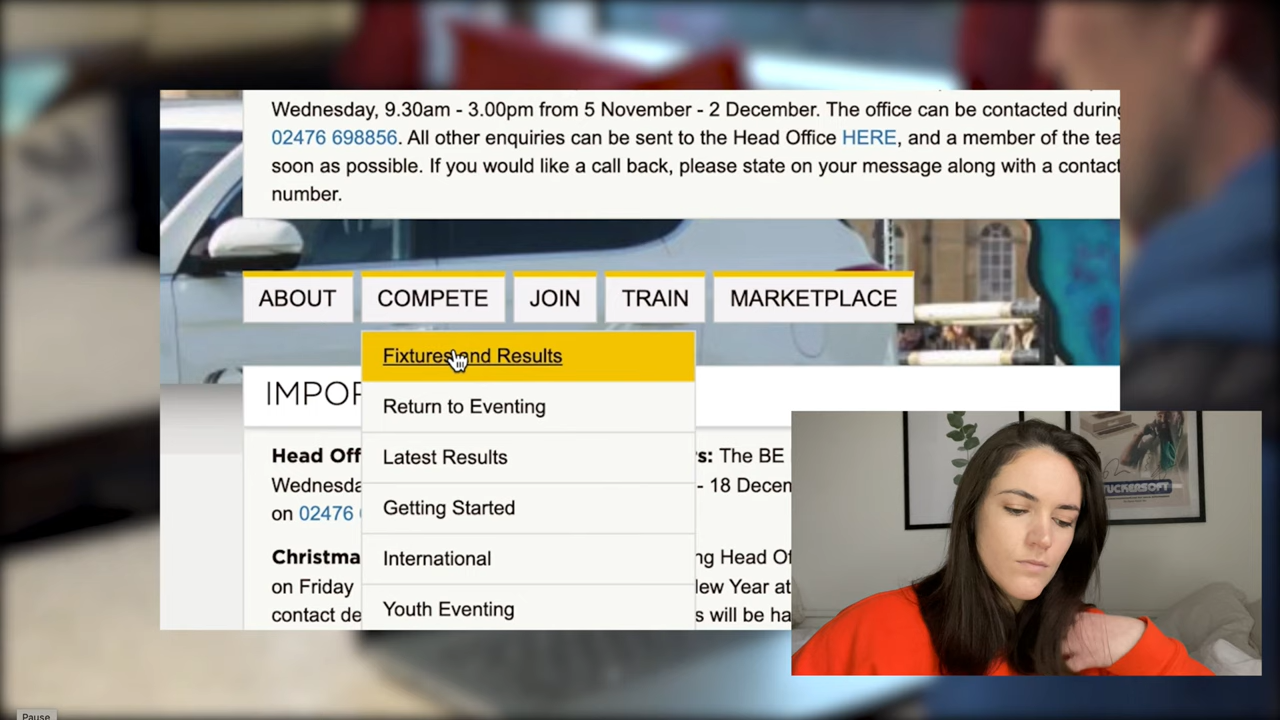 Wednesday, 9.30am - 3.00pm from 5 November - 2 December. The office can be contacted during
02476 698856. All other enquiries can be sent to the Head Office HERE, and a member of the tea
soon as possible. If you would like a call back, please state on your message along with a contact
number.
ABOUT COMPETE JOIN TRAIN MARKETPLACE
Fixtures and Results
IMPOR
Return to Eventing
Head Off s: The BE
Latest Results
Wednesda - 18 Decem
Getting Started
on 02476
International
Christma ng Head Of
on Friday New Year at
Youth Eventing
contact de s will be ha
TUCKERSOFT
Pause